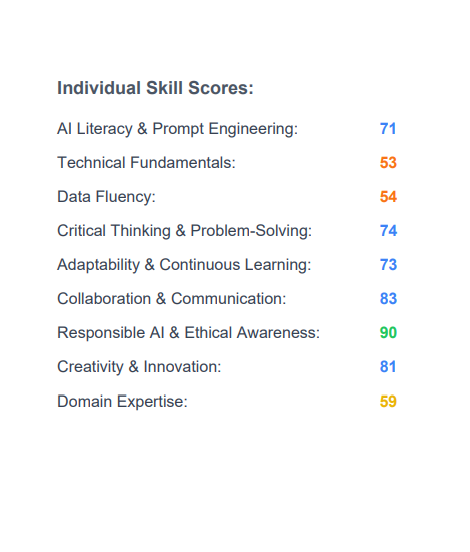 Individual Skill Scores:
AI Literacy & Prompt Engineering: 71
Technical Fundamentals: 53
Data Fluency: 54
Critical Thinking & Problem-Solving: 74
Adaptability & Continuous Learning: 73
Collaboration & Communication: 83
Responsible AI & Ethical Awareness: 90
Creativity & Innovation: 81
Domain Expertise: 59